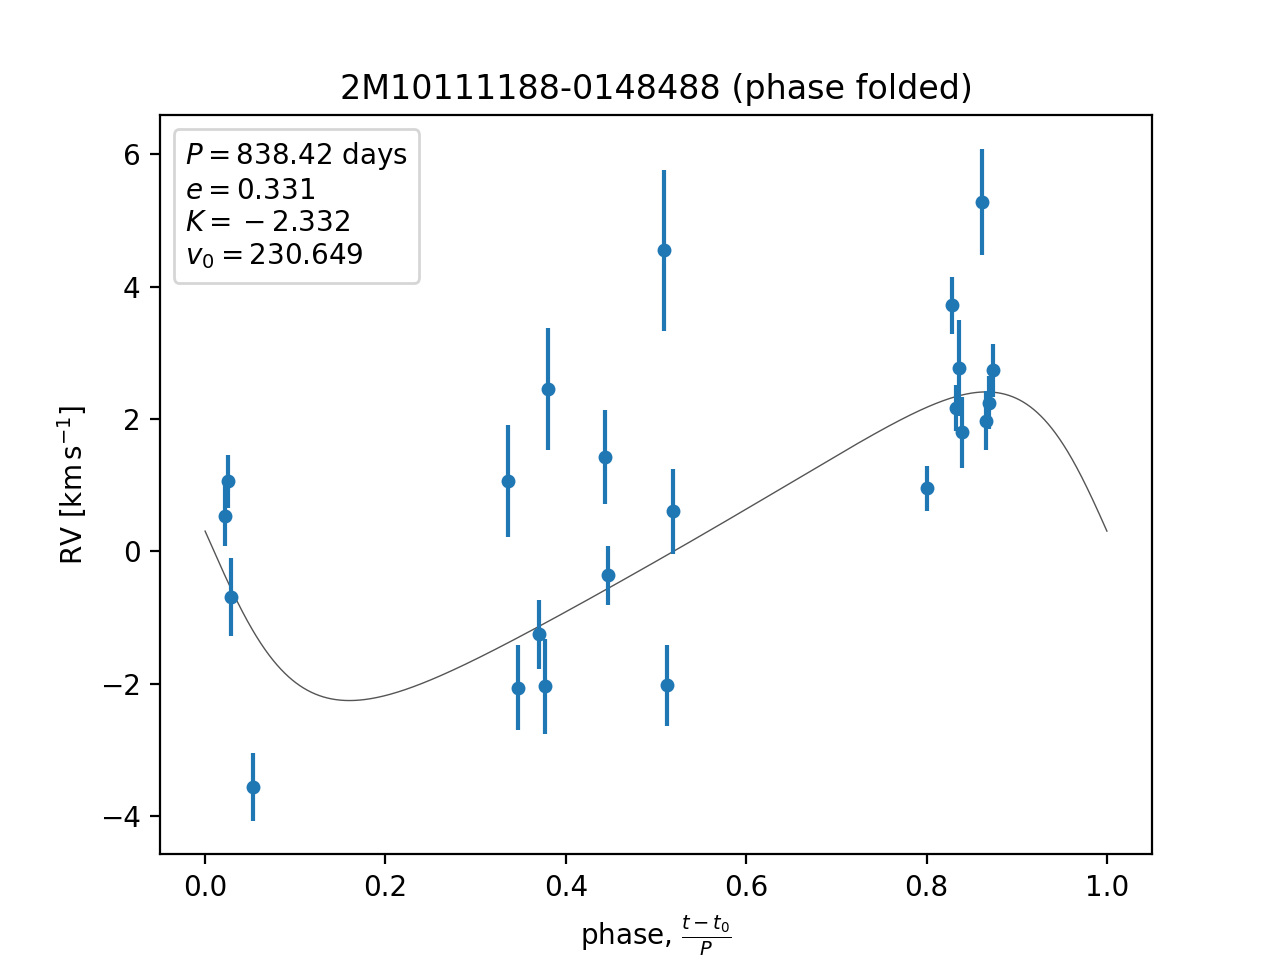 2M10111188-0148488 (phase folded)
P = 838.42 days
e = 0.331
K = − 2.332
v₀ = 230.649
RV [km s⁻¹]
6
4
2
0
−2
−4
0.0 0.2 0.4 0.6 0.8 1.0
phase, (t − t₀)/P